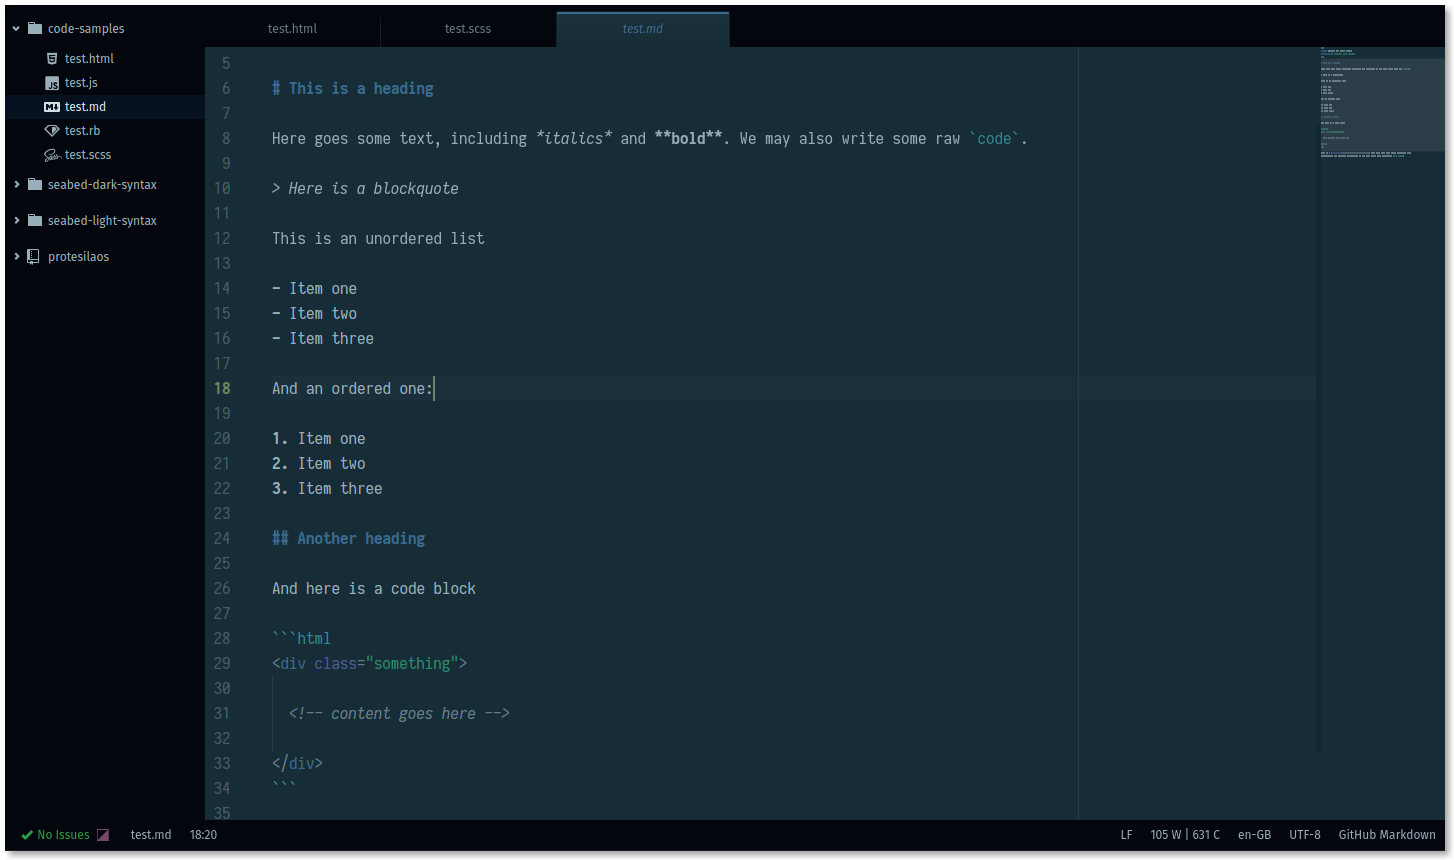 code-samples
test.html
test.js
test.md
test.rb
test.scss
seabed-dark-syntax
seabed-light-syntax
protesilaos
test.html test.scss test.md
5
6 # This is a heading
7
8 Here goes some text, including *italics* and **bold**. We may also write some raw `code`.
9
10 > Here is a blockquote
11
12 This is an unordered list
13
14 - Item one
15 - Item two
16 - Item three
17
18 And an ordered one:
19
20 1. Item one
21 2. Item two
22 3. Item three
23
24 ## Another heading
25
26 And here is a code block
27
28 ```html
29 <div class="something">
30
31 <!-- content goes here -->
32
33 </div>
34 ```
35
No Issues test.md 18:20 LF 105 W | 631 C en-GB UTF-8 GitHub Markdown